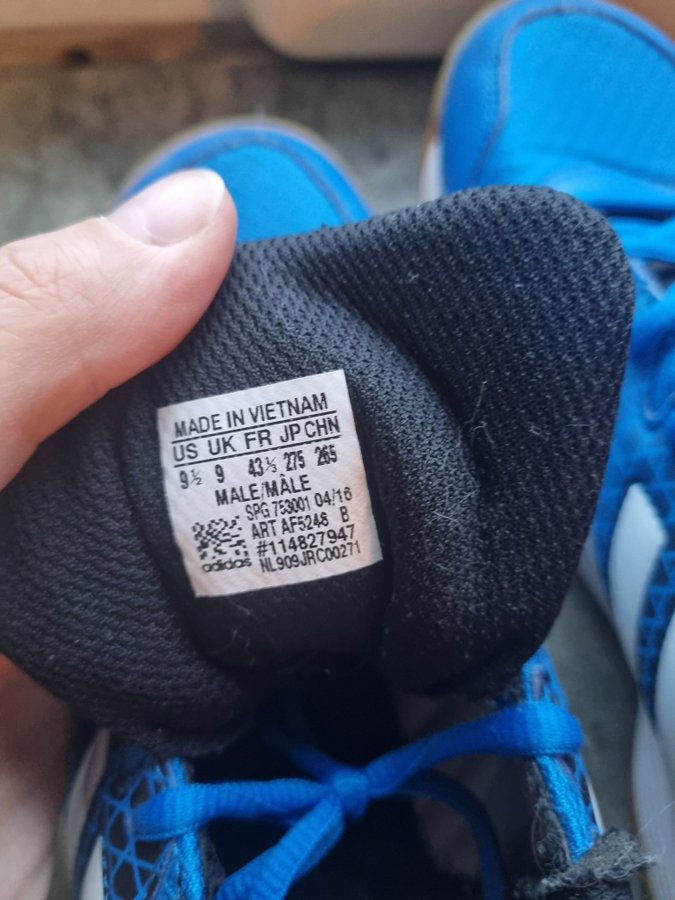 MADE IN VIETNAM
US UK FR JP CHN
9½ 9 43⅓ 275 265
MALE/MÂLE
SPG 753001 04/16
ART AF5248 B
#114827947
adidas NL909JRC00271